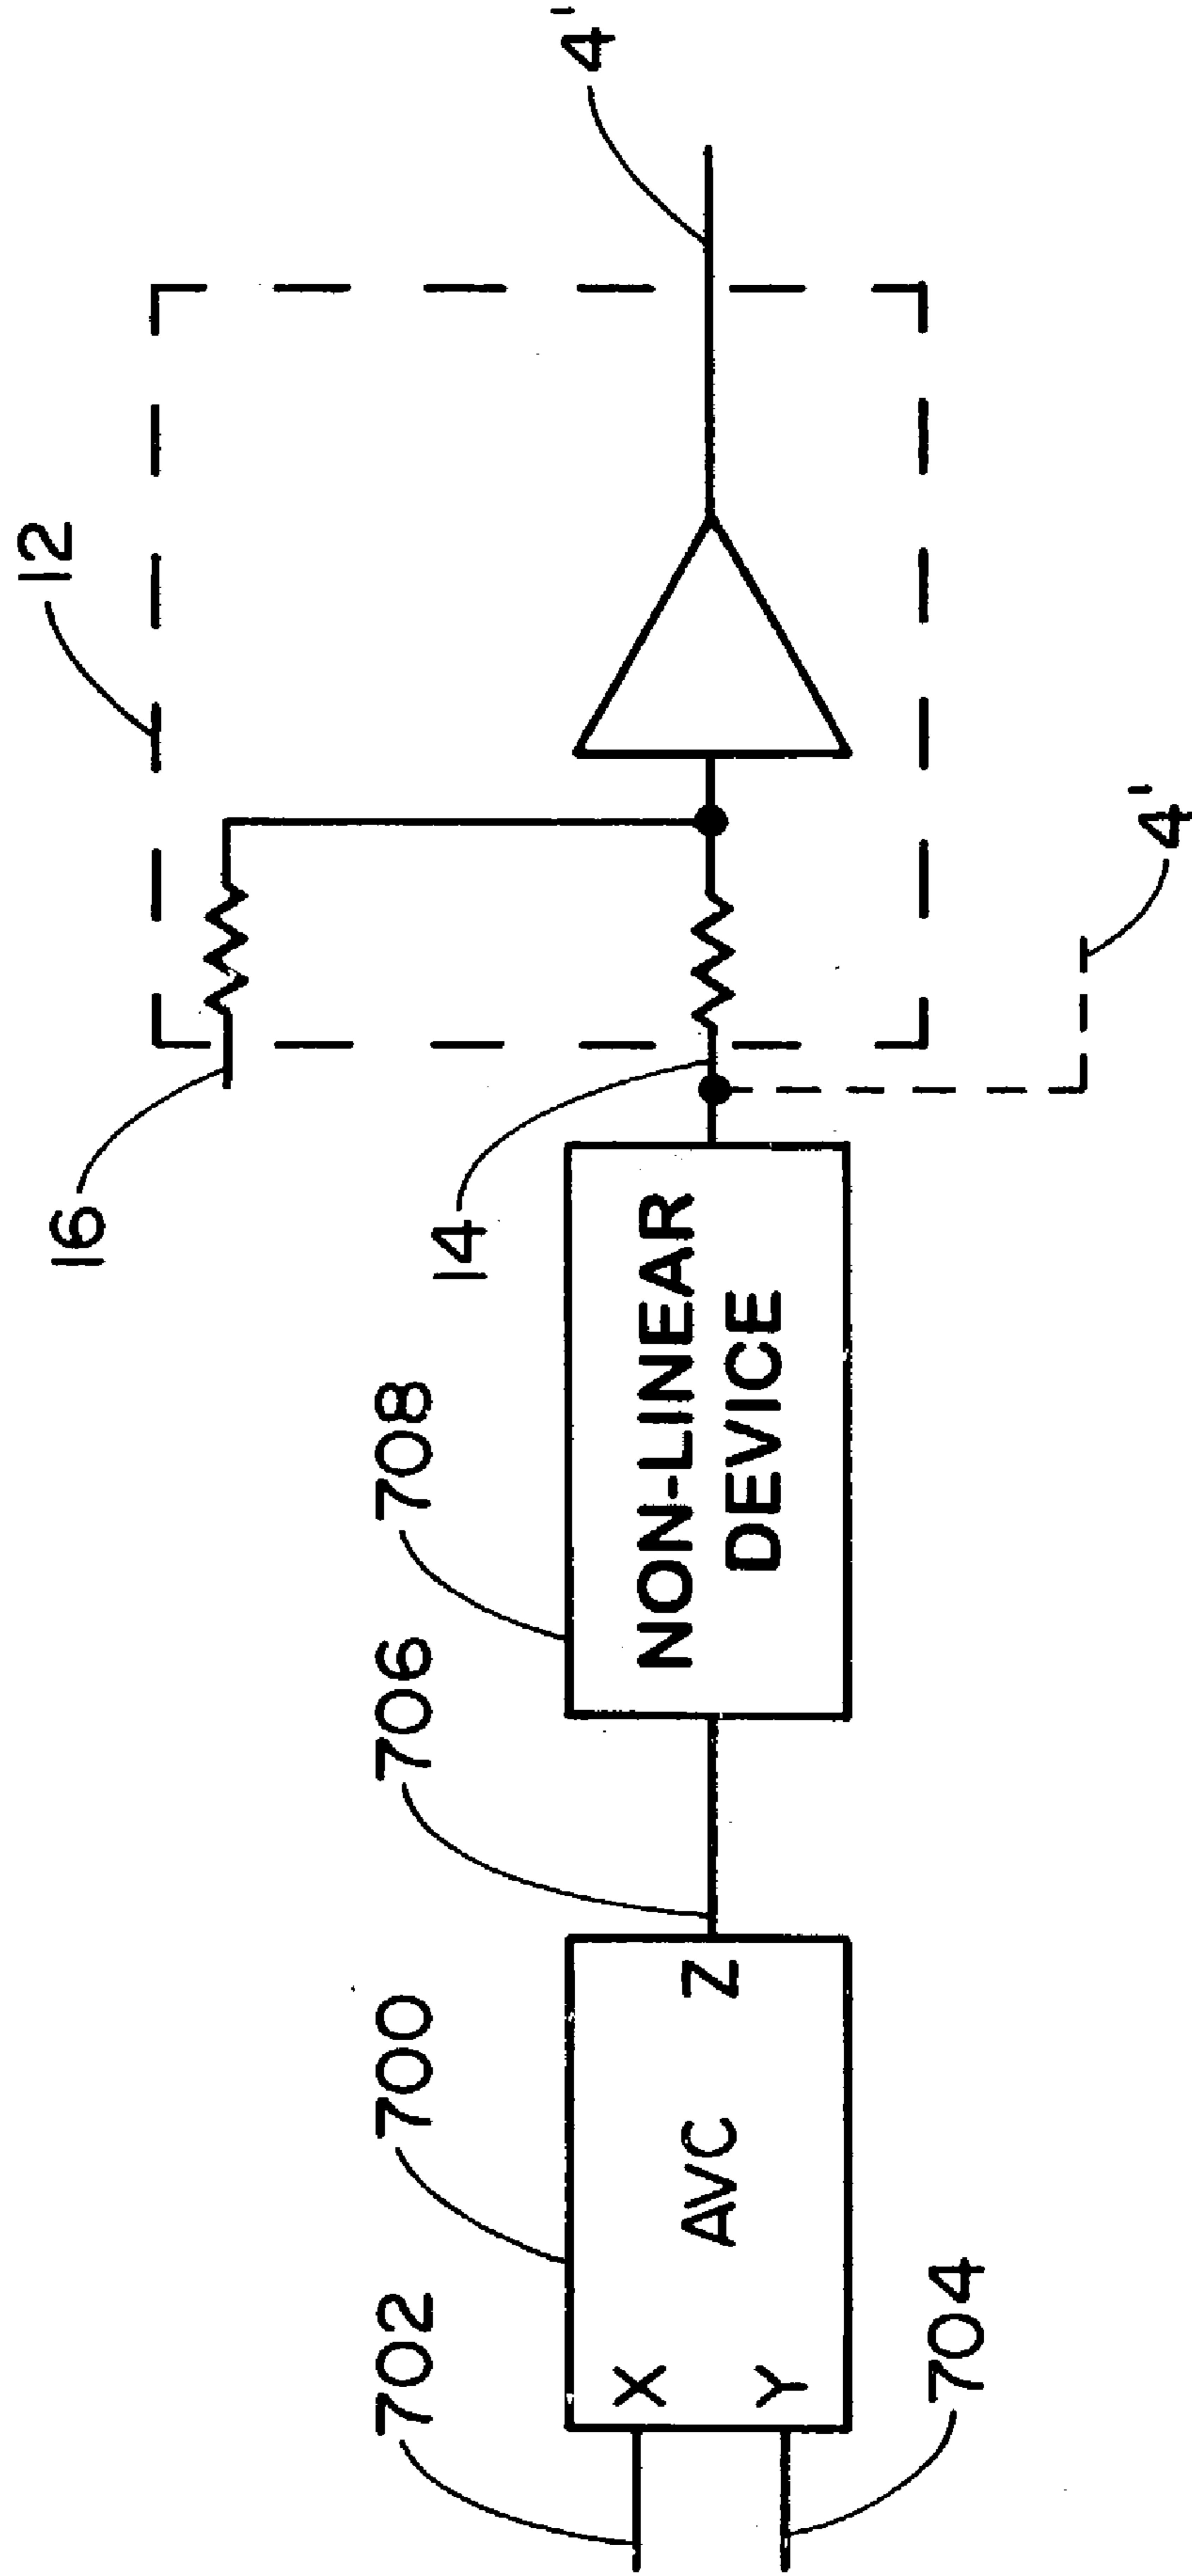 12
16
4'
702
700
706
708
14
X
AVC
Z
NON-LINEAR
DEVICE
Y
704
4'